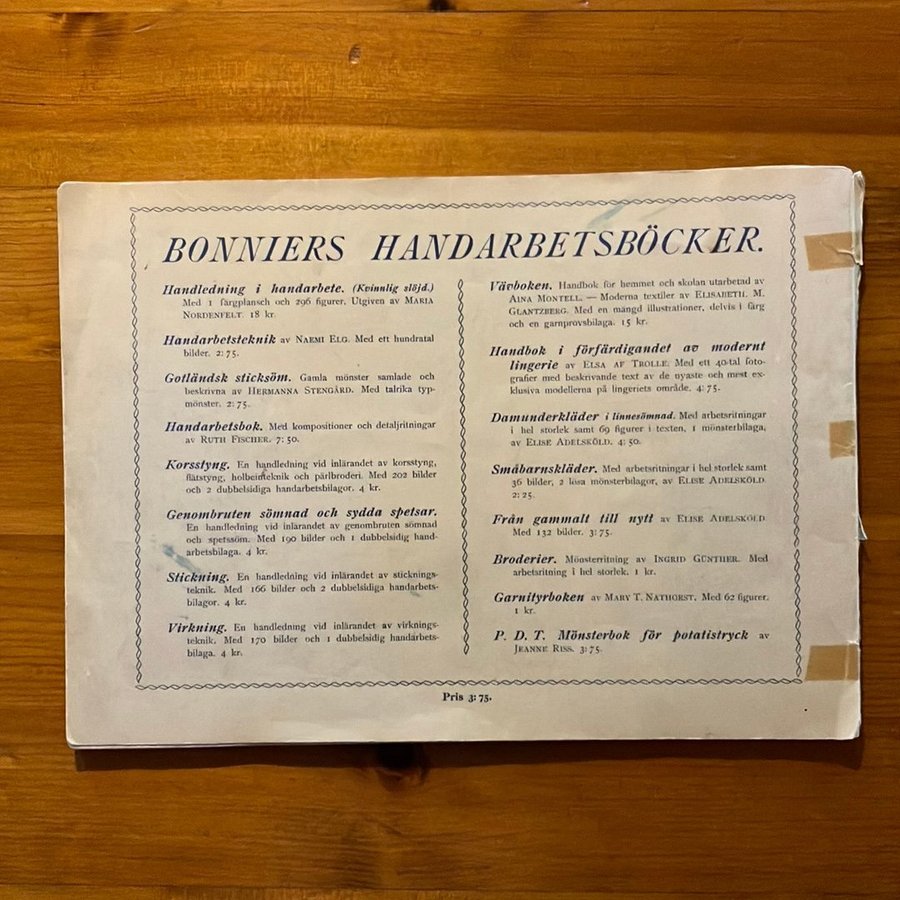 BONNIERS HANDARBETSBÖCKER.
Handledning i handarbete. (Kvinnlig slöjd.)
Med 1 färgplansch och 296 figurer. Utgiven av MARIA
NORDENFELT. 18 kr.
Handarbetsteknik av NAEMI ELG. Med ett hundratal
bilder. 2: 75.
Gotländsk sticksöm. Gamla mönster samlade och
beskrivna av HERMANNA STENGÅRD. Med talrika typ-
mönster. 2: 75.
Handarbetsbok. Med kompositioner och detaljritningar
av RUTH FISCHER. 7: 50.
Korsstyng. En handledning vid inlärandet av korsstyng,
flätstyng, holbeinteknik och pärlbroderi. Med 202 bilder
och 2 dubbelsidiga handarbetsbilagor. 4 kr.
Genombruten sömnad och sydda spetsar.
En handledning vid inlärandet av genombruten sömnad
och spetssöm. Med 190 bilder och 1 dubbelsidig hand-
arbetsbilaga. 4 kr.
Stickning. En handledning vid inlärandet av sticknings-
teknik. Med 166 bilder och 2 dubbelsidiga handarbets-
bilagor. 4 kr.
Virkning. En handledning vid inlärandet av virknings-
teknik. Med 170 bilder och 1 dubbelsidig handarbets-
bilaga. 4 kr.
Vävboken. Handbok för hemmet och skolan utarbetad av
AINA MONTELL. — Moderna textiler av ELISABETH M.
GLANTZBERG. Med en mängd illustrationer, delvis i färg
och en garnprovsbilaga. 15 kr.
Handbok i förfärdigandet av modernt
lingerie av ELSA AF TROLLE. Med ett 40-tal foto-
grafier med beskrivande text av de nyaste och mest ex-
klusiva modellerna på lingeriets område. 4: 75.
Damunderkläder i linnesömnad. Med arbetsritningar
i hel storlek samt 69 figurer i texten, 1 mönsterbilaga,
av ELISE ADELSKÖLD. 4: 50.
Småbarnskläder. Med arbetsritningar i hel storlek samt
36 bilder, 2 lösa mönsterbilagor, av ELISE ADELSKÖLD.
2: 25.
Från gammalt till nytt av ELISE ADELSKÖLD.
Med 132 bilder. 3: 75.
Broderier. Mönsterritning av INGRID GÜNTHER. Med
arbetsritning i hel storlek. 1 kr.
Garnityrboken av MARY T. NATHORST. Med 62 figurer.
1 kr.
P. D. T. Mönsterbok för potatistryck av
JEANNE RISS. 3: 75.
Pris 3: 75.